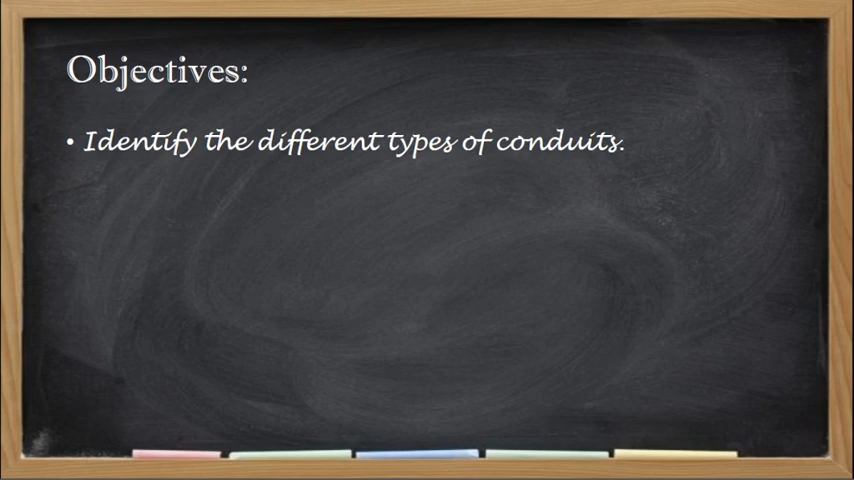 Objectives:
• Identify the different types of conduits.